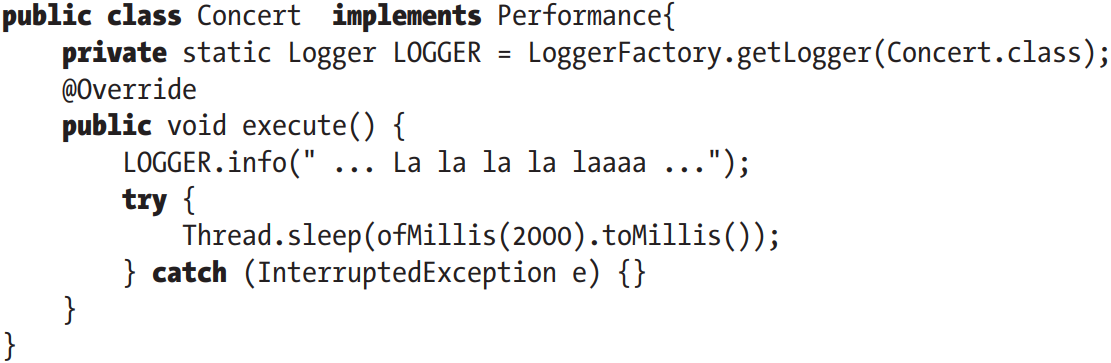 public class Concert  implements Performance{
    private static Logger LOGGER = LoggerFactory.getLogger(Concert.class);
    @Override
    public void execute() {
        LOGGER.info(" ... La la la la laaaa ...");
        try {
            Thread.sleep(ofMillis(2000).toMillis());
        } catch (InterruptedException e) {}
    }
}